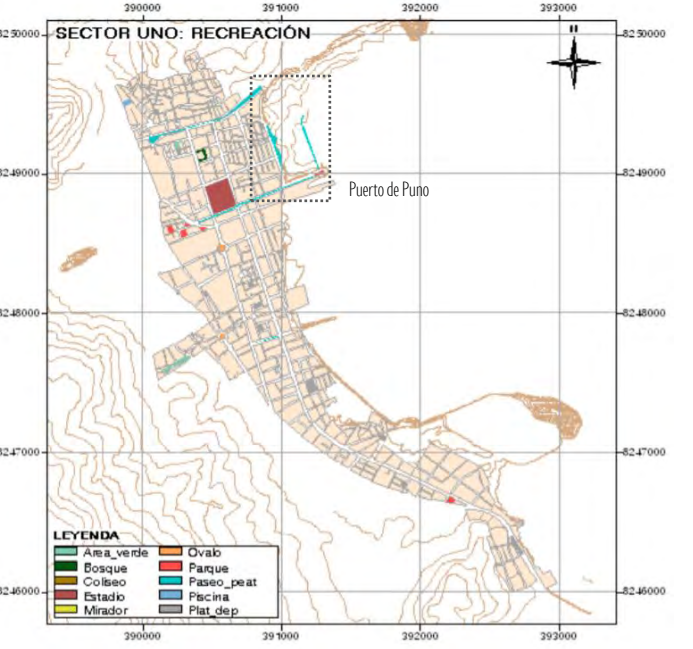 390000 391000 392000 393000
8250000 8250000
SECTOR UNO: RECREACIÓN
N
8249000 8249000
Puerto de Puno
8248000 8248000
8247000 8247000
LEYENDA
Area_verde Ovalo
Bosque Parque
Coliseo Paseo_peat
Estadio Piscina
Mirador Plat_dep
8246000 8246000
390000 391000 392000 393000